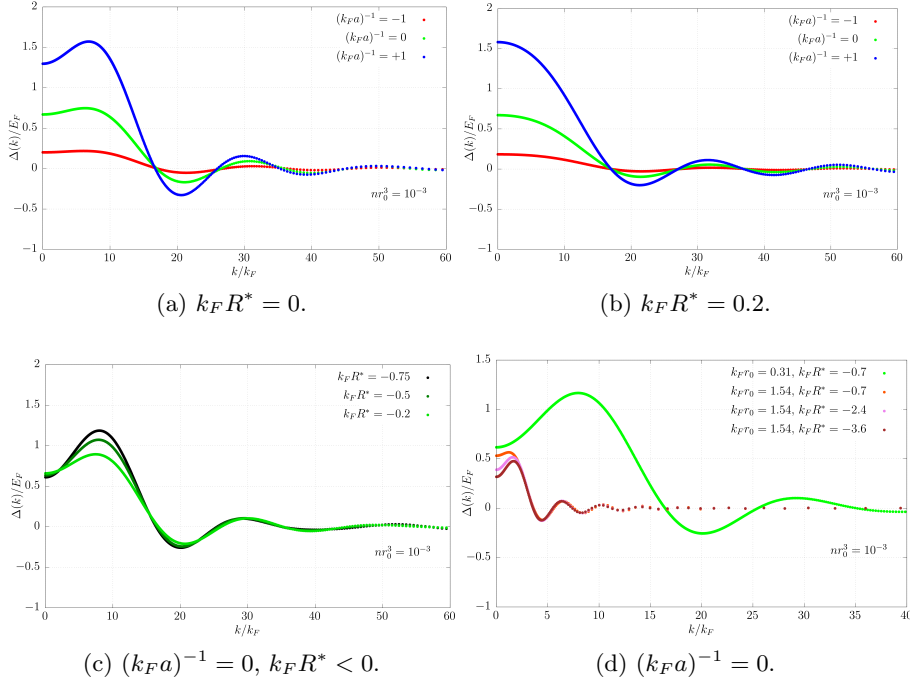 2
1.5
1
0.5
0
−0.5
−1
0 10 20 30 40 50 60
Δ(k)/E_F
k/k_F
(k_F a)^{−1} = −1
(k_F a)^{−1} = 0
(k_F a)^{−1} = +1
nr_0^3 = 10^{−3}
(a) k_F R^* = 0.
2
1.5
1
0.5
0
−0.5
−1
0 10 20 30 40 50 60
Δ(k)/E_F
k/k_F
(k_F a)^{−1} = −1
(k_F a)^{−1} = 0
(k_F a)^{−1} = +1
nr_0^3 = 10^{−3}
(b) k_F R^* = 0.2.
2
1.5
1
0.5
0
−0.5
−1
0 10 20 30 40 50 60
Δ(k)/E_F
k/k_F
k_F R^* = −0.75
k_F R^* = −0.5
k_F R^* = −0.2
nr_0^3 = 10^{−3}
(c) (k_F a)^{−1} = 0, k_F R^* < 0.
1.5
1
0.5
0
−0.5
−1
0 5 10 15 20 25 30 35 40
Δ(k)/E_F
k/k_F
k_F r_0 = 0.31, k_F R^* = −0.7
k_F r_0 = 1.54, k_F R^* = −0.7
k_F r_0 = 1.54, k_F R^* = −2.4
k_F r_0 = 1.54, k_F R^* = −3.6
nr_0^3 = 10^{−3}
(d) (k_F a)^{−1} = 0.